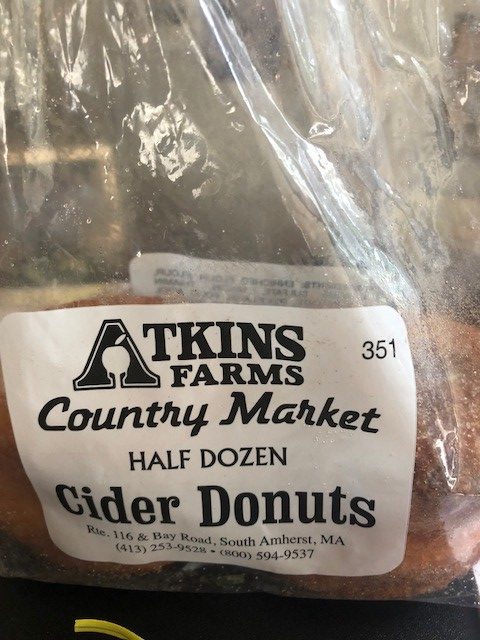 ATKINS 351
FARMS
Country Market
HALF DOZEN
Cider Donuts
Rte. 116 & Bay Road, South Amherst, MA
(413) 253-9528 • (800) 594-9537